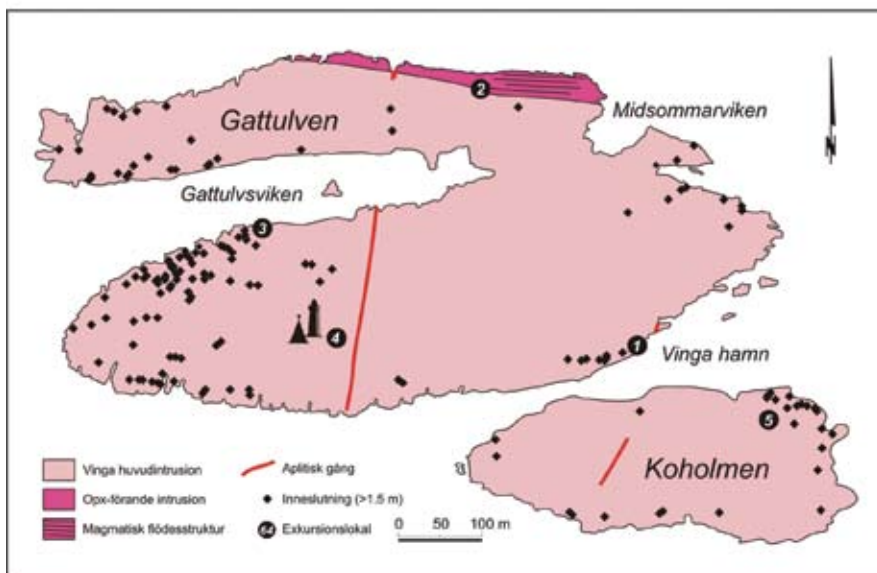 2
Midsommarviken
Gattulven
N
Gattulvsviken
3
4
1
Vinga hamn
5
Koholmen
Vinga huvudintrusion
Aplitisk gång
Opx-förande intrusion
Inneslutning (>1.5 m)
Magmatisk flödesstruktur
64
Exkursionslokal
0 50 100 m